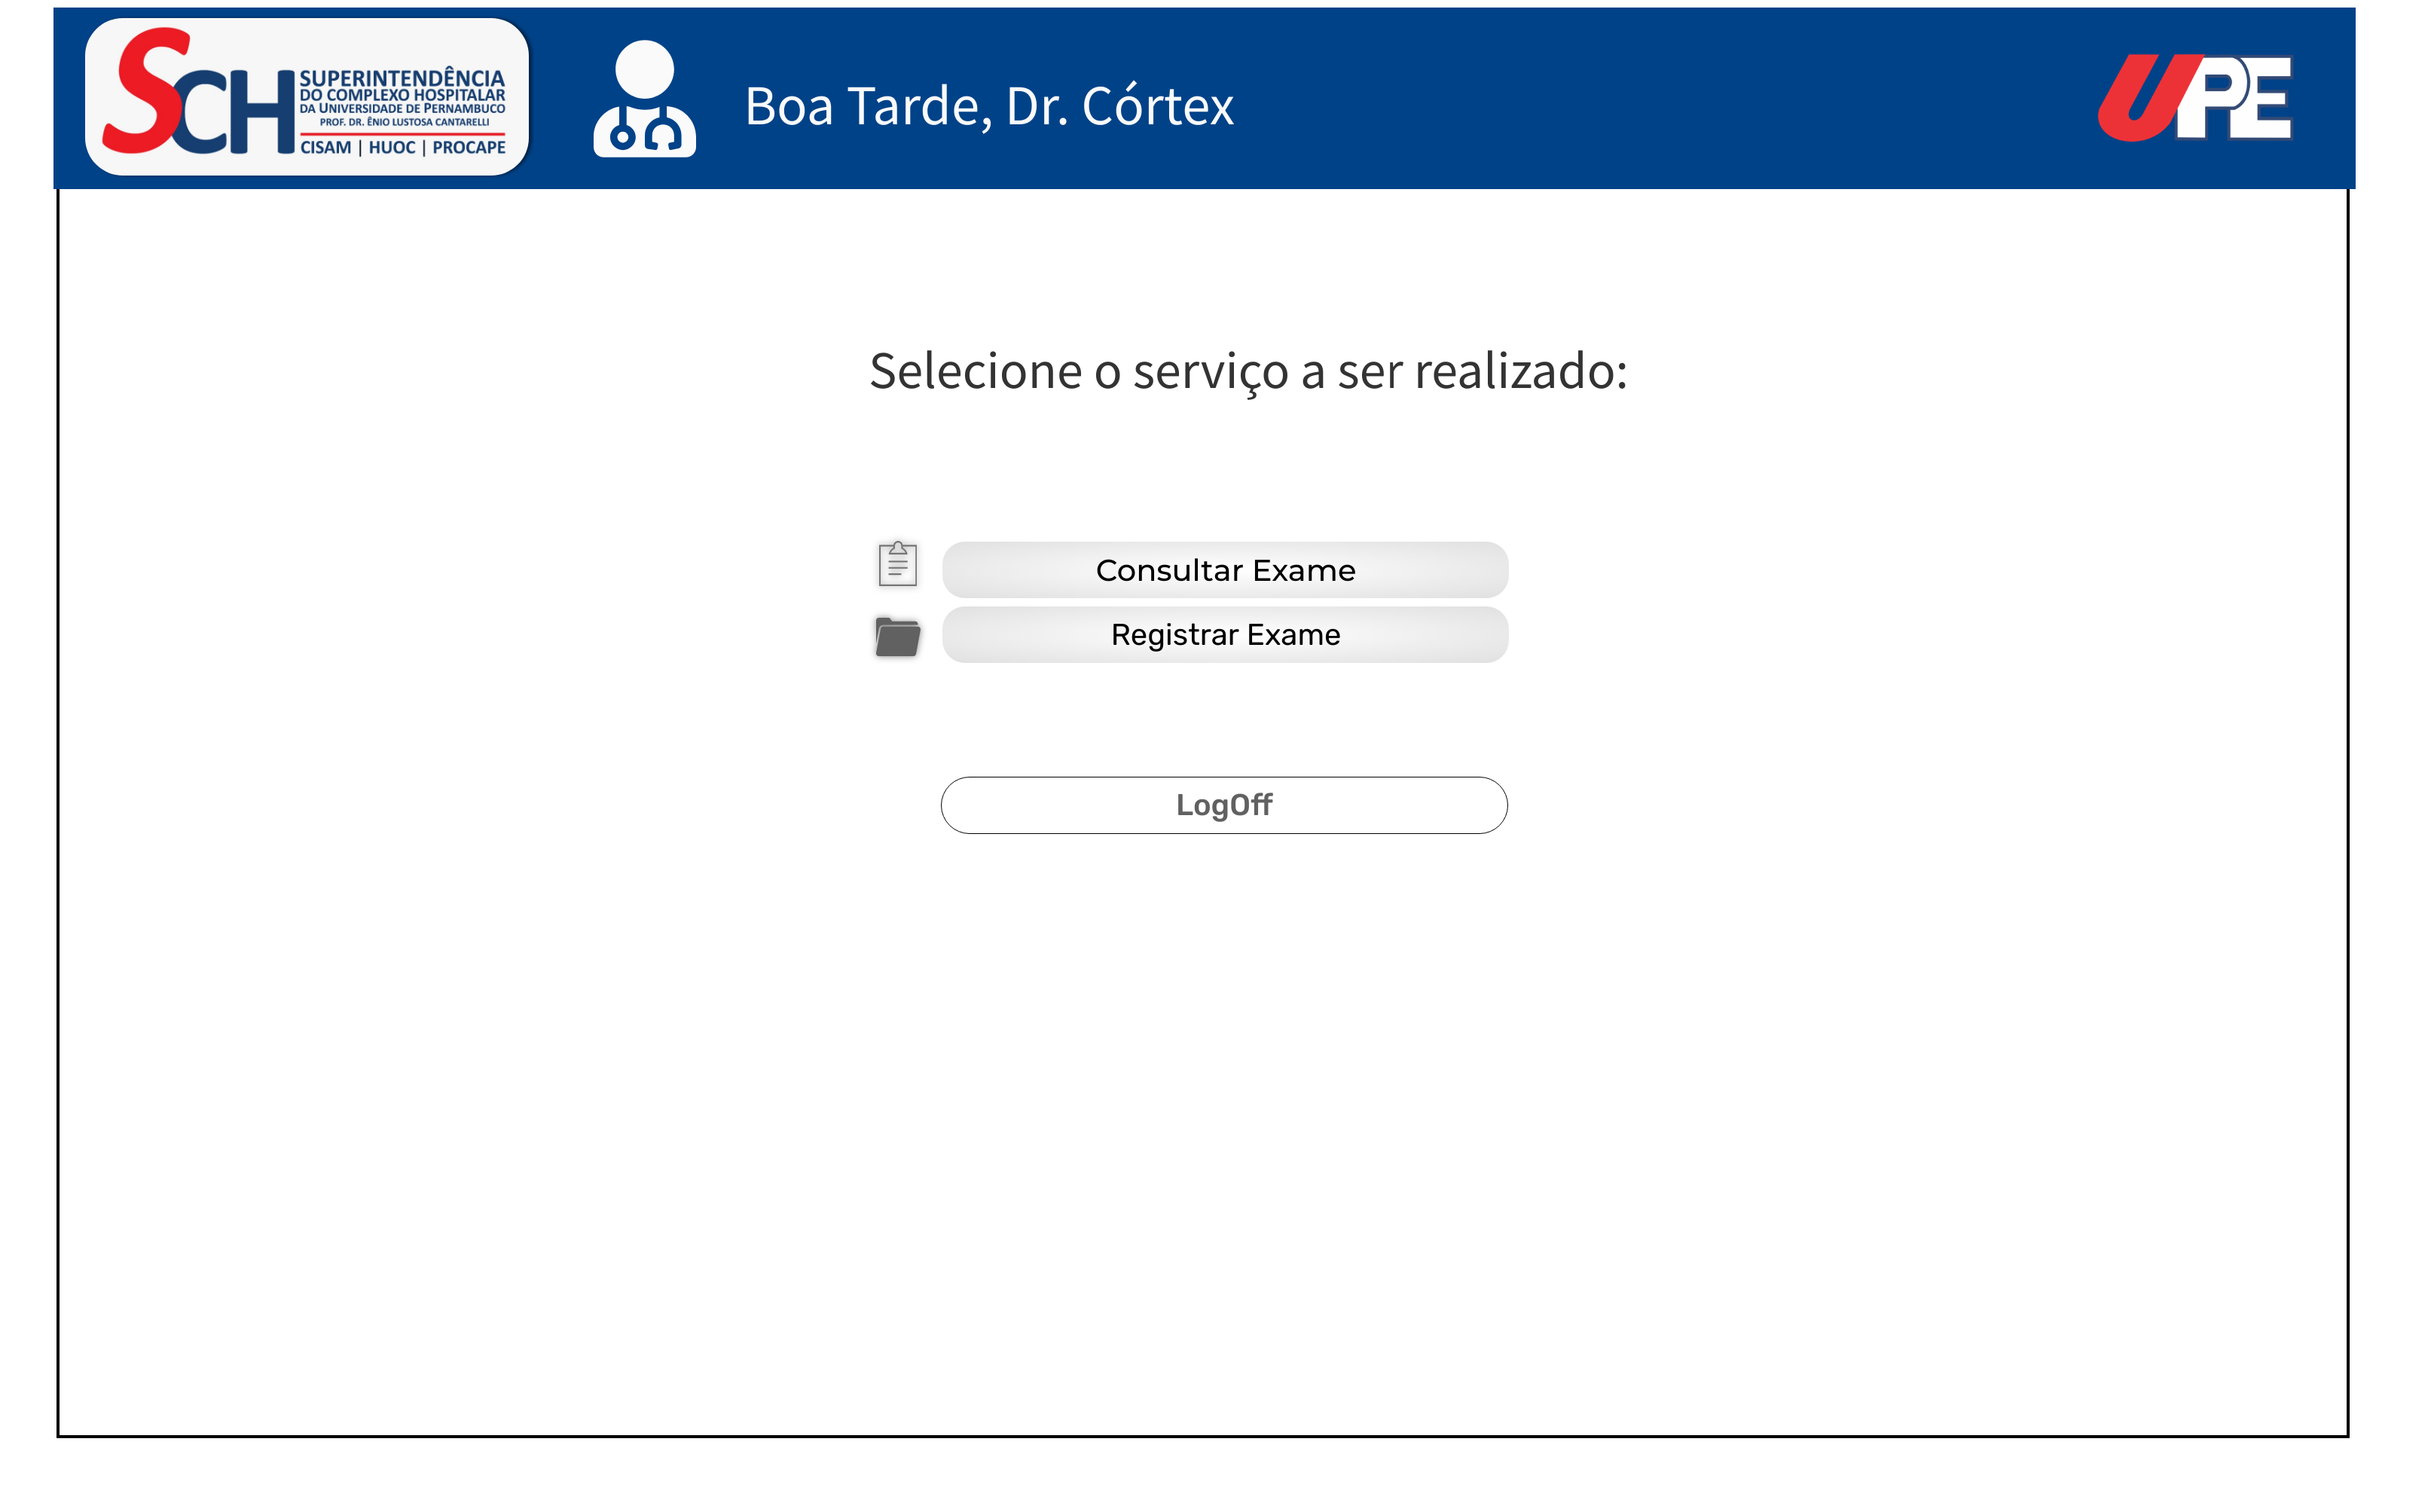 SCH
SUPERINTENDÊNCIA
DO COMPLEXO HOSPITALAR
DA UNIVERSIDADE DE PERNAMBUCO
PROF. DR. ÊNIO LUSTOSA CANTARELLI
CISAM | HUOC | PROCAPE
Boa Tarde, Dr. Córtex
UPE
Selecione o serviço a ser realizado:
Consultar Exame
Registrar Exame
LogOff